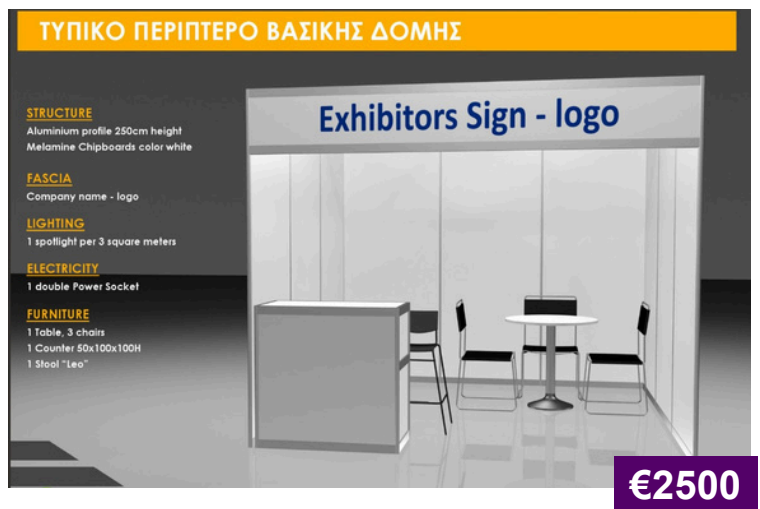 ΤΥΠΙΚΟ ΠΕΡΙΠΤΕΡΟ ΒΑΣΙΚΗΣ ΔΟΜΗΣ
STRUCTURE
Aluminium profile 250cm height
Melamine Chipboards color white
FASCIA
Company name - logo
LIGHTING
1 spotlight per 3 square meters
ELECTRICITY
1 double Power Socket
FURNITURE
1 Table, 3 chairs
1 Counter 50x100x100H
1 Stool “Leo”
Exhibitors Sign - logo
€2500